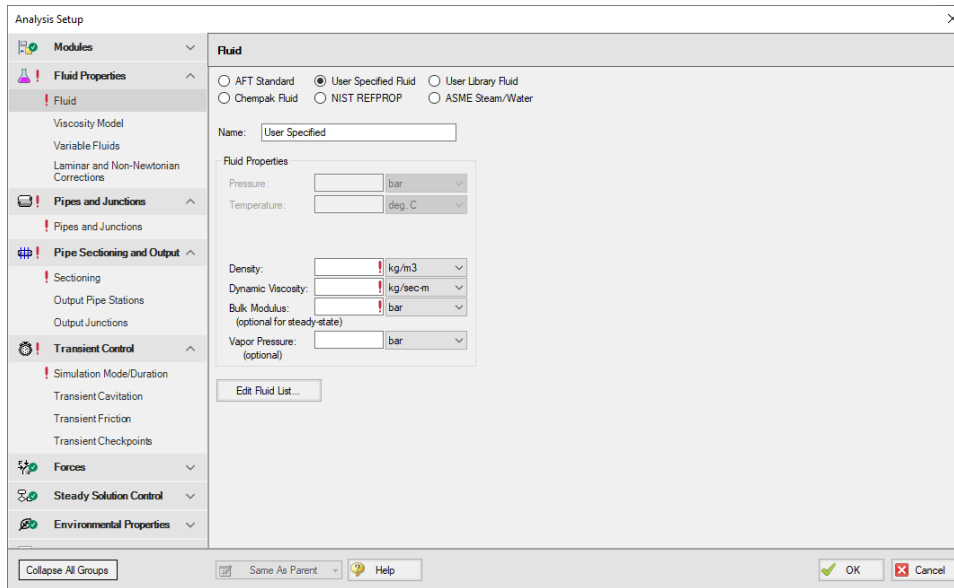 Analysis Setup
Modules
Fluid Properties
Fluid
Viscosity Model
Variable Fluids
Laminar and Non-Newtonian
Corrections
Pipes and Junctions
Pipes and Junctions
Pipe Sectioning and Output
Sectioning
Output Pipe Stations
Output Junctions
Transient Control
Simulation Mode/Duration
Transient Cavitation
Transient Friction
Transient Checkpoints
Forces
Steady Solution Control
Environmental Properties
Collapse All Groups
Fluid
AFT Standard User Specified Fluid User Library Fluid
Chempak Fluid NIST REFPROP ASME Steam/Water
Name: User Specified
Fluid Properties
Pressure: bar
Temperature: deg. C
Density: kg/m3
Dynamic Viscosity: kg/sec-m
Bulk Modulus: bar
(optional for steady-state)
Vapor Pressure: bar
(optional)
Edit Fluid List...
Same As Parent Help OK Cancel